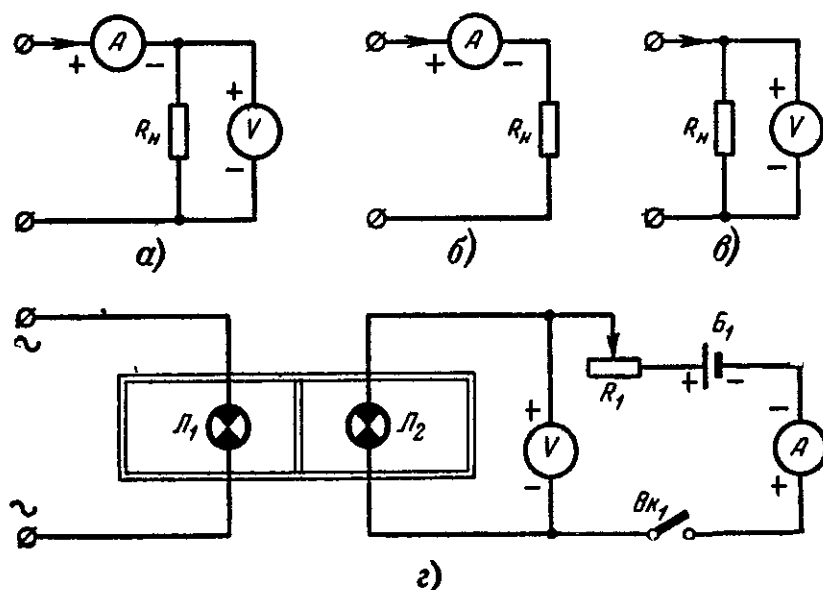 A
+ −
Rн
+
V
−
а)
A
+ −
Rн
б)
Rн
+
V
−
в)
~
~
Л₁
Л₂
+
V
−
R₁
Б₁
+ −
−
A
+
Вк₁
г)